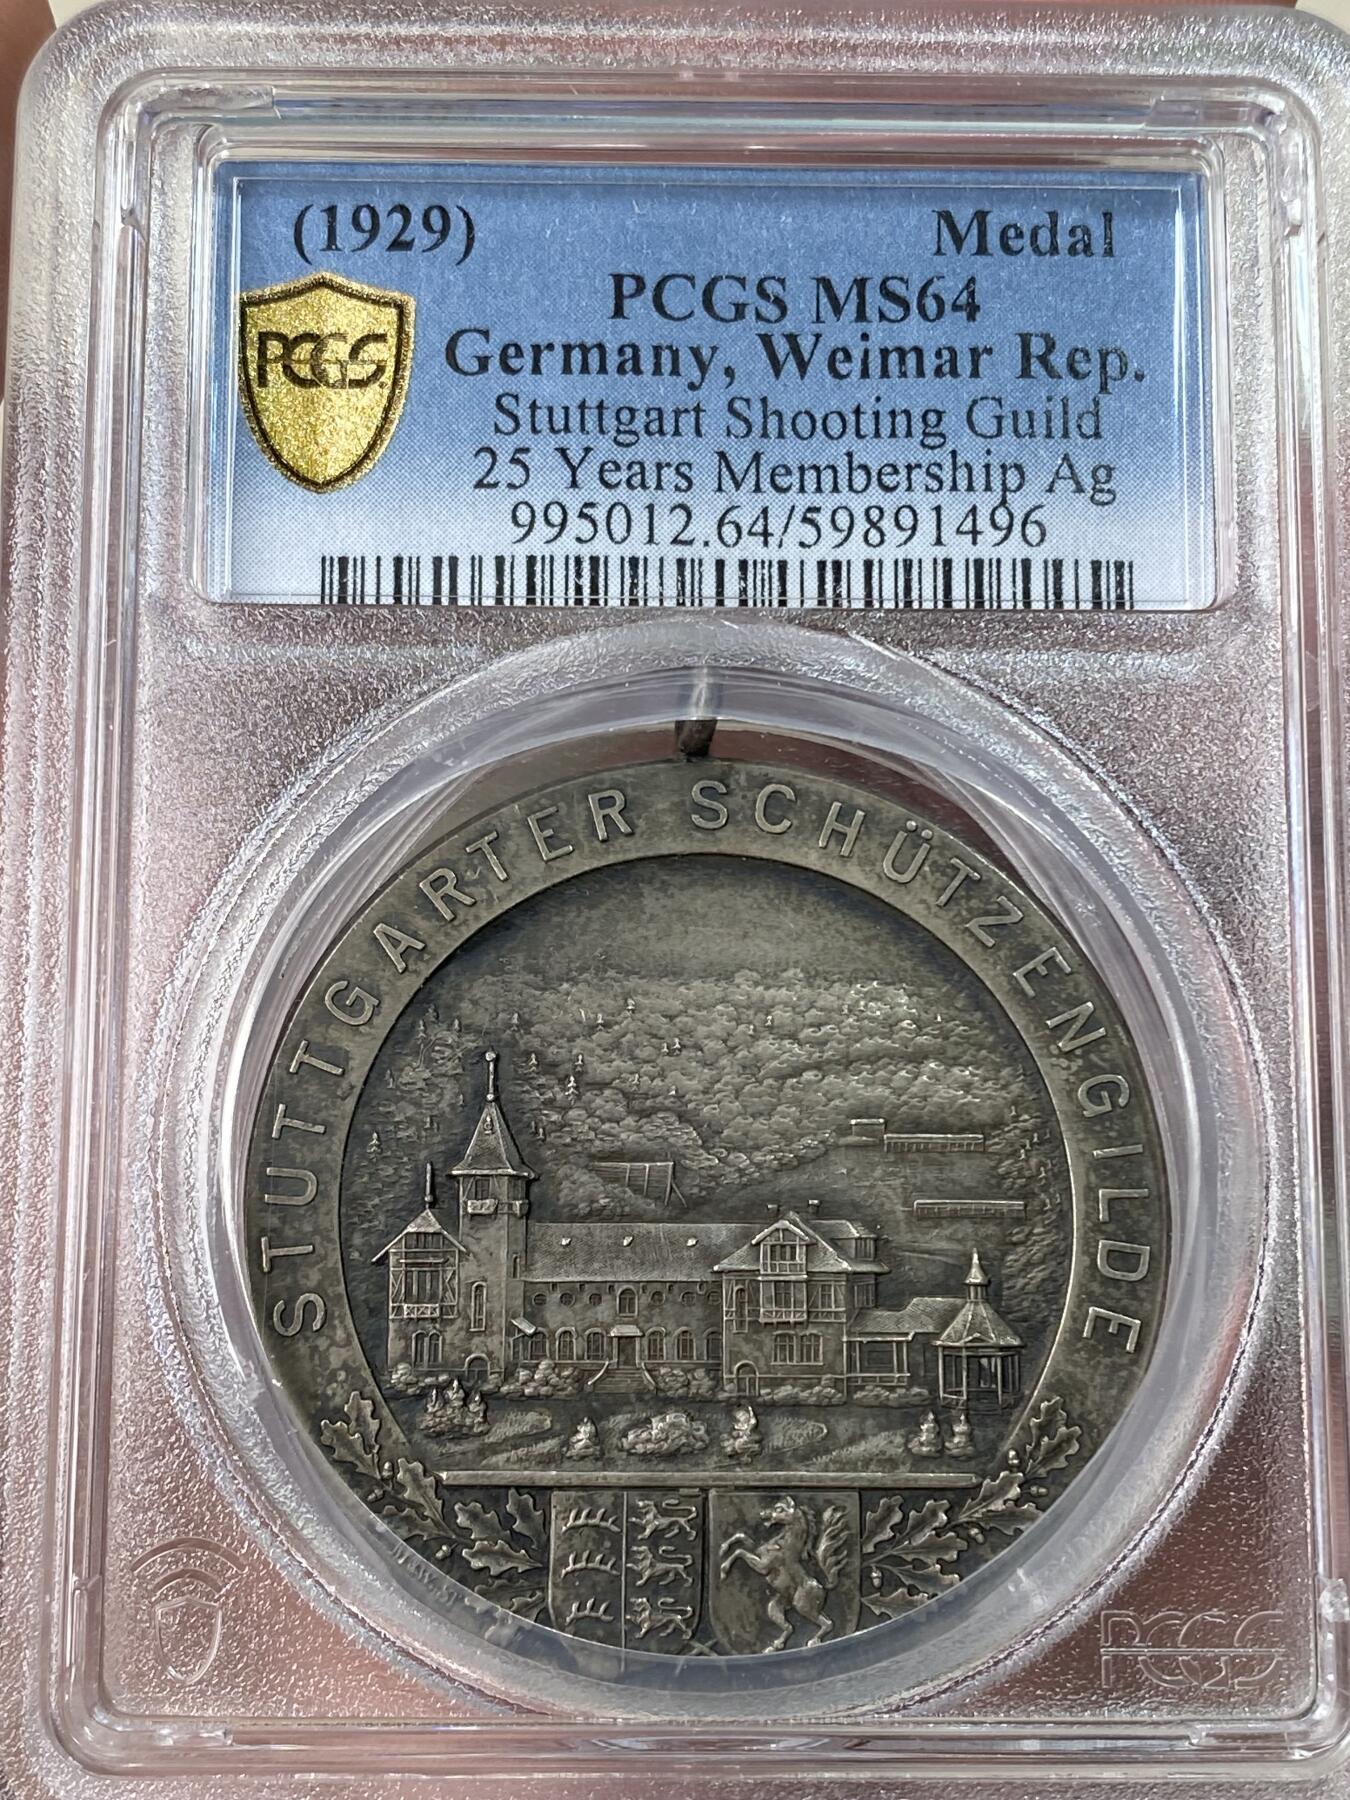 (1929) Medal
PCGS MS64
PCGS
Germany, Weimar Rep.
Stuttgart Shooting Guild
25 Years Membership Ag
995012.64/59891496
STUTTGARTER SCHÜTZENGILDE
PCGS